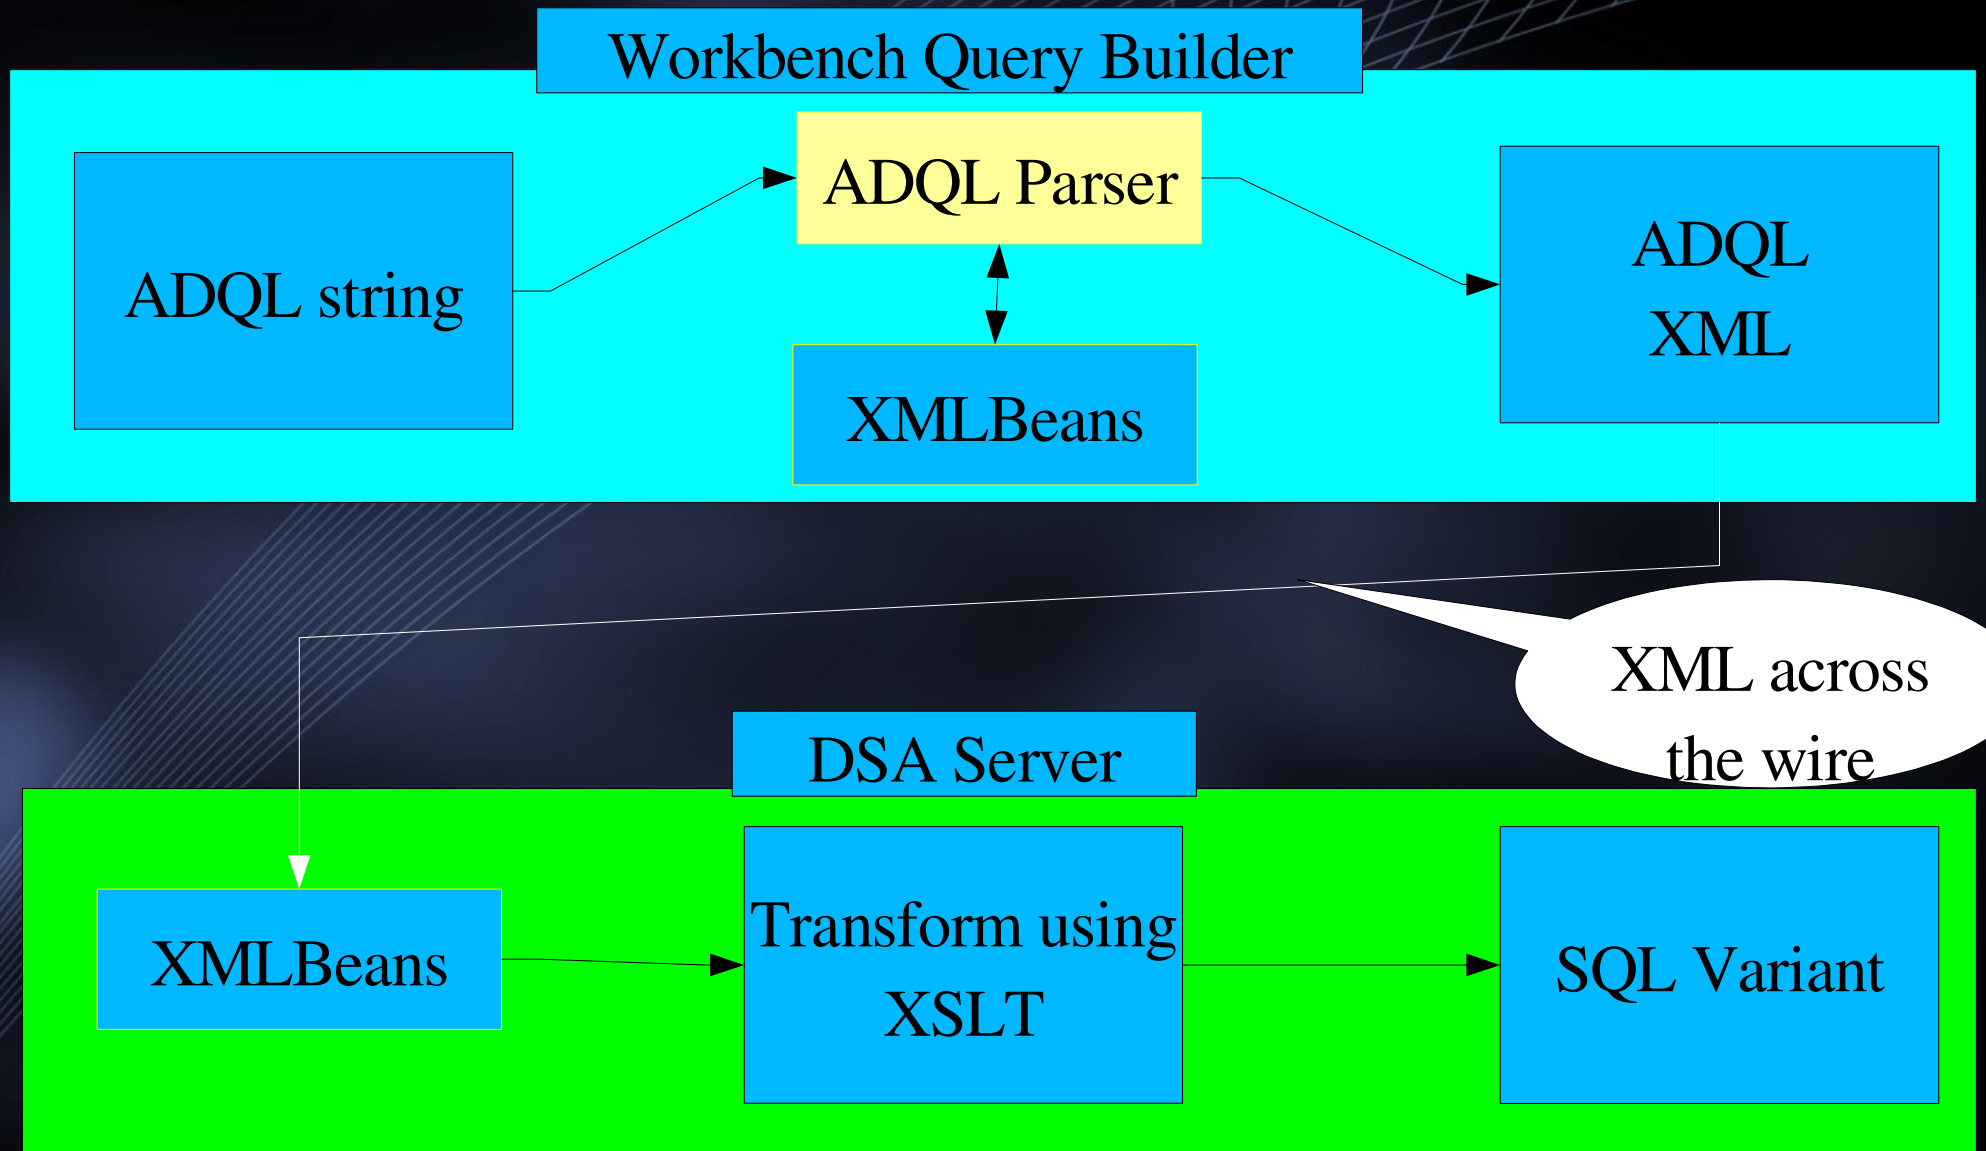 Workbench Query Builder
ADQL string
ADQL Parser
XMLBeans
ADQL
XML
XML across
the wire
DSA Server
XMLBeans
Transform using
XSLT
SQL Variant